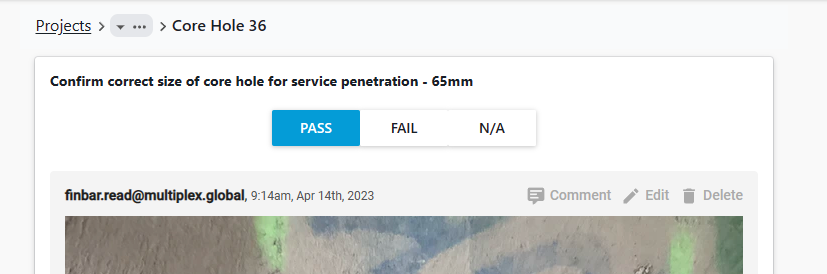 Projects > ... > Core Hole 36
Confirm correct size of core hole for service penetration - 65mm
PASS FAIL N/A
finbar.read@multiplex.global, 9:14am, Apr 14th, 2023 Comment Edit Delete